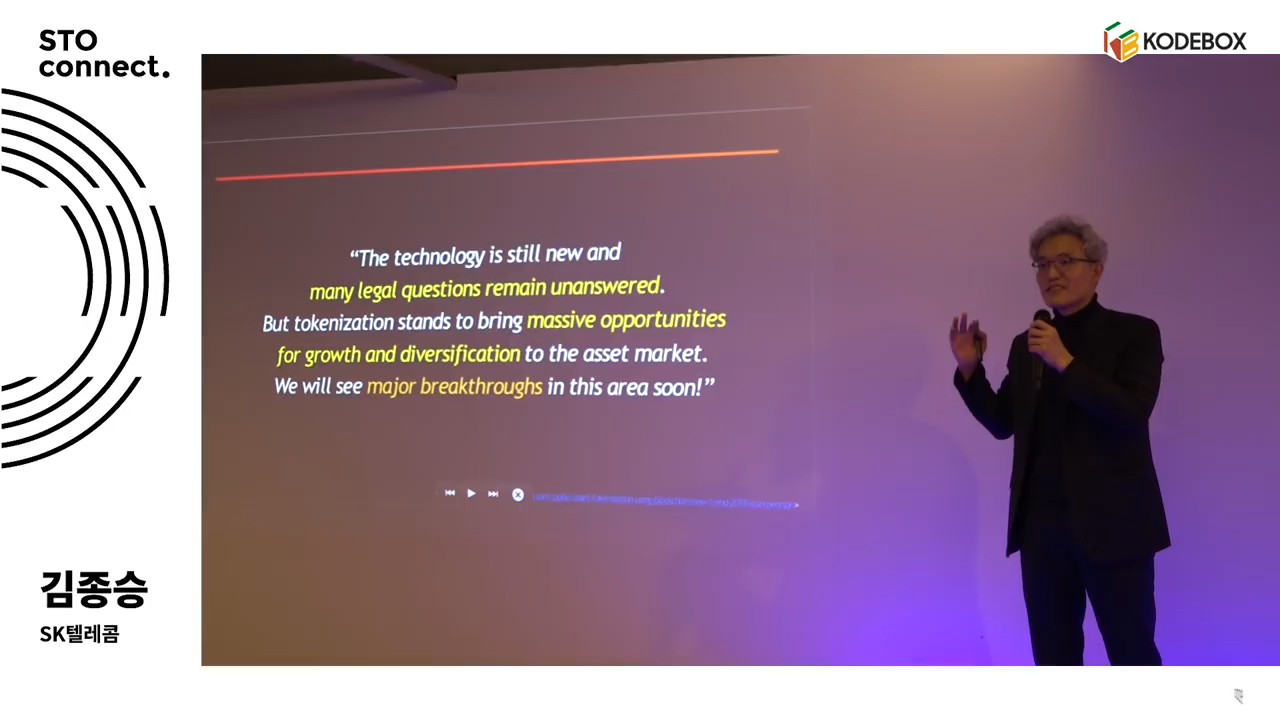 STO
connect.
KODEBOX
“The technology is still new and
many legal questions remain unanswered.
But tokenization stands to bring massive opportunities
for growth and diversification to the asset market.
We will see major breakthroughs in this area soon!”
김종승
SK텔레콤